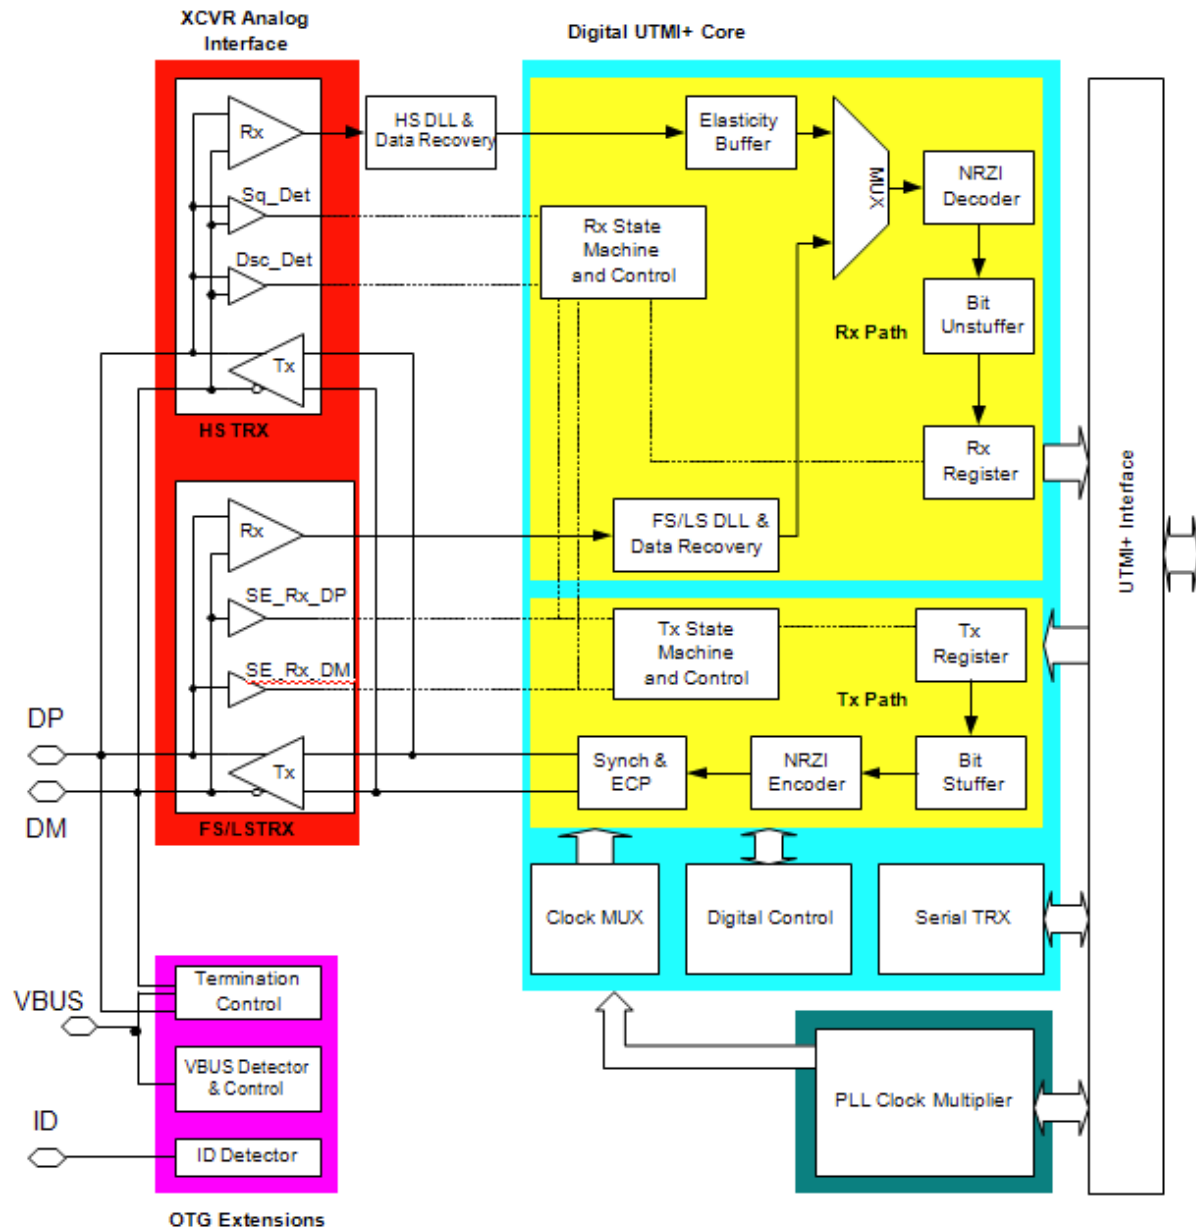 XCVR Analog
Interface
Digital UTMI+ Core
Rx
HS DLL &
Data Recovery
Elasticity
Buffer
MUX
NRZI
Decoder
Sq_Det
Rx State
Machine
and Control
Dsc_Det
Bit
Unstuffer
Rx Path
Tx
HS TRX
Rx
Register
UTMI+ Interface
Rx
FS/LS DLL &
Data Recovery
SE_Rx_DP
Tx State
Machine
and Control
Tx
Register
SE_Rx_DM
Tx Path
DP
DM
Tx
Synch &
ECP
NRZI
Encoder
Bit
Stuffer
FS/LSTRX
Clock MUX
Digital Control
Serial TRX
Termination
Control
VBUS
VBUS Detector
& Control
PLL Clock Multiplier
ID
ID Detector
OTG Extensions